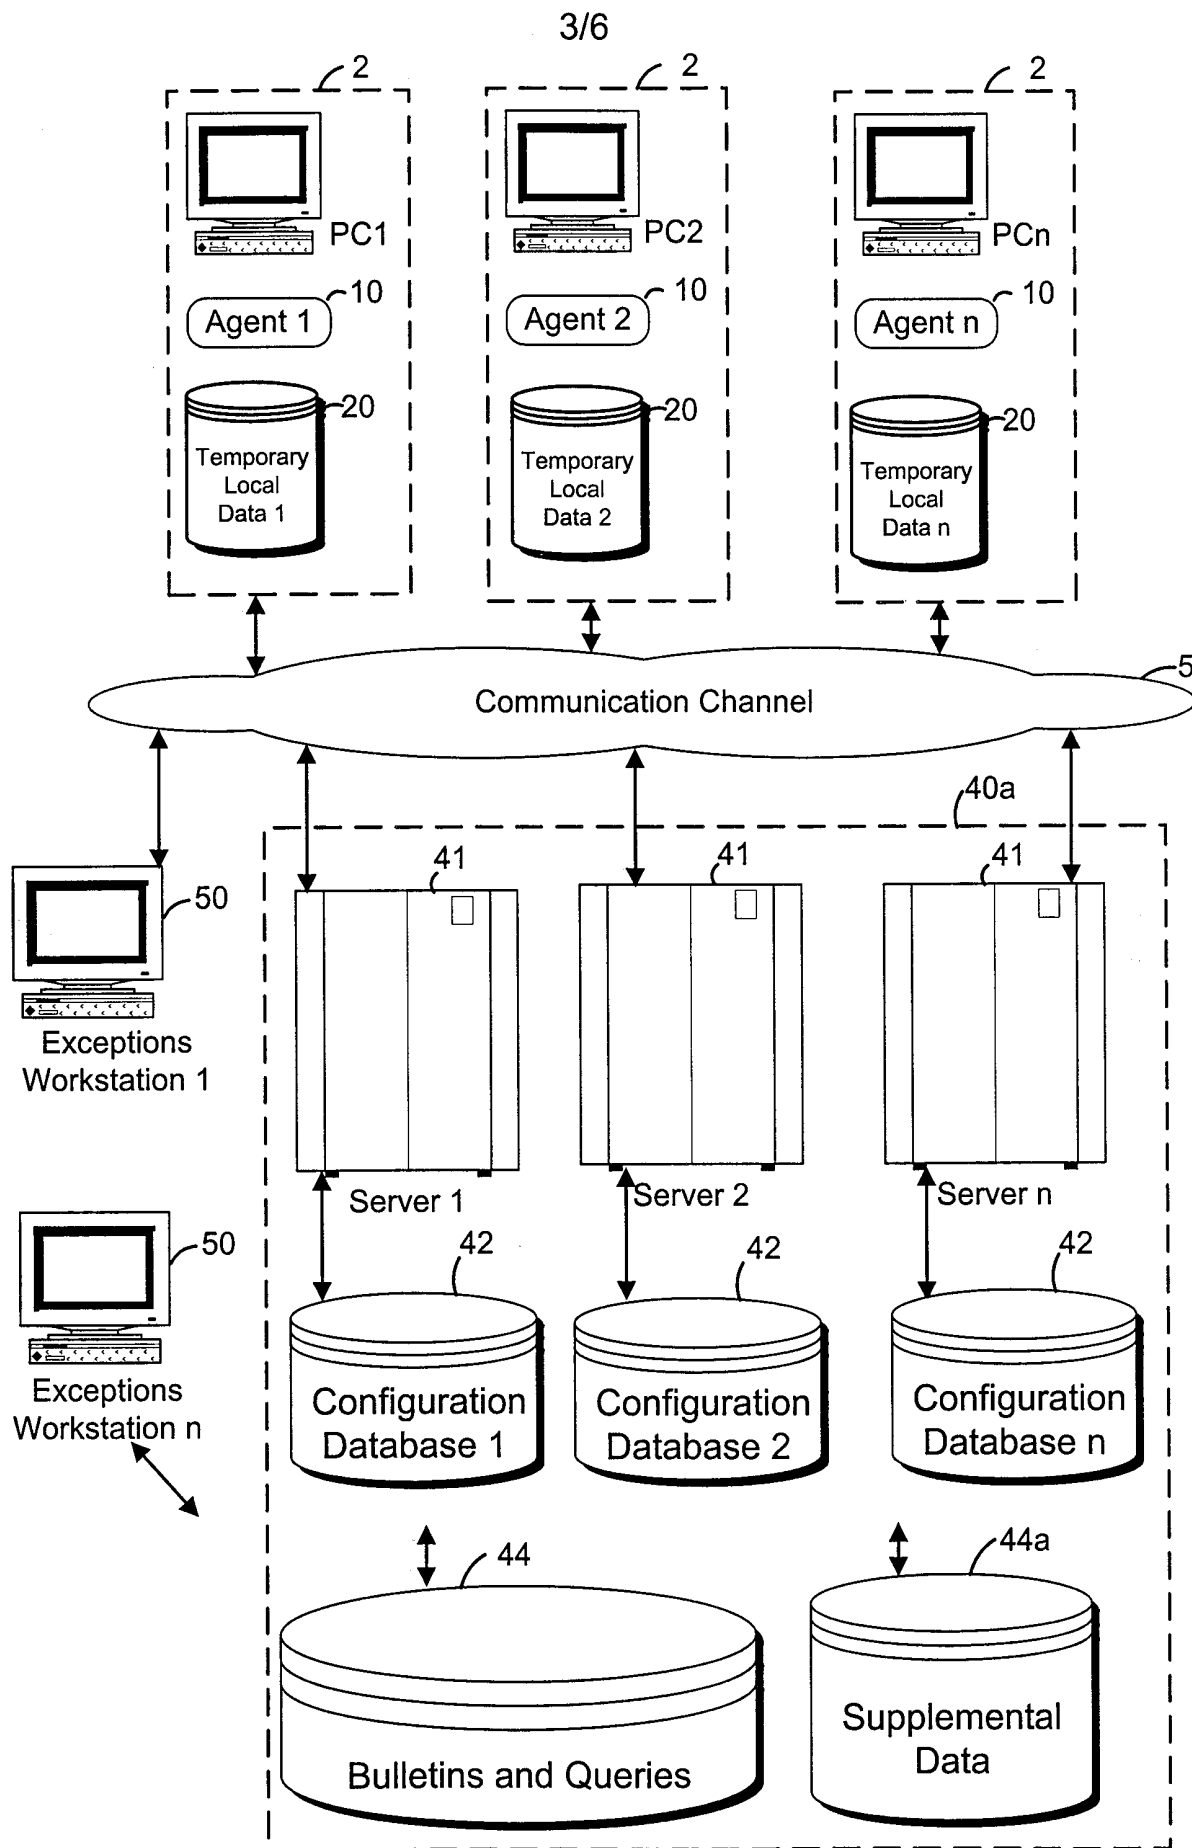 3/6
2
2
2
PC1
PC2
PCn
10
10
10
Agent 1
Agent 2
Agent n
20
20
20
Temporary
Local
Data 1
Temporary
Local
Data 2
Temporary
Local
Data n
5
Communication Channel
40a
41
41
41
50
Exceptions
Workstation 1
Server 1
Server 2
Server n
50
Exceptions
Workstation n
42
42
42
Configuration
Database 1
Configuration
Database 2
Configuration
Database n
44
44a
Bulletins and Queries
Supplemental
Data